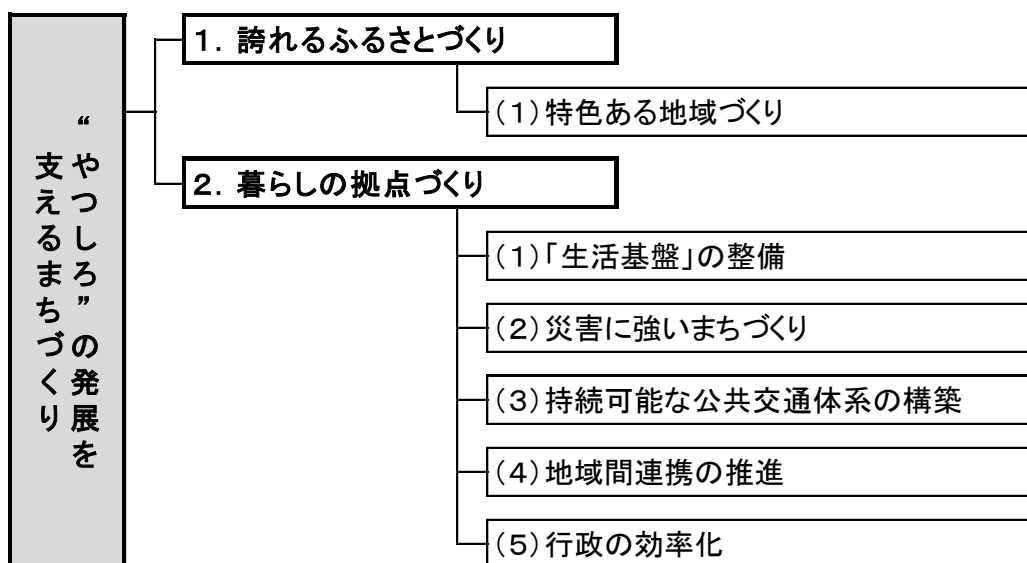 “やつしろ”の発展を
支えるまちづくり
１．誇れるふるさとづくり
（１）特色ある地域づくり
２．暮らしの拠点づくり
（１）「生活基盤」の整備
（２）災害に強いまちづくり
（３）持続可能な公共交通体系の構築
（４）地域間連携の推進
（５）行政の効率化